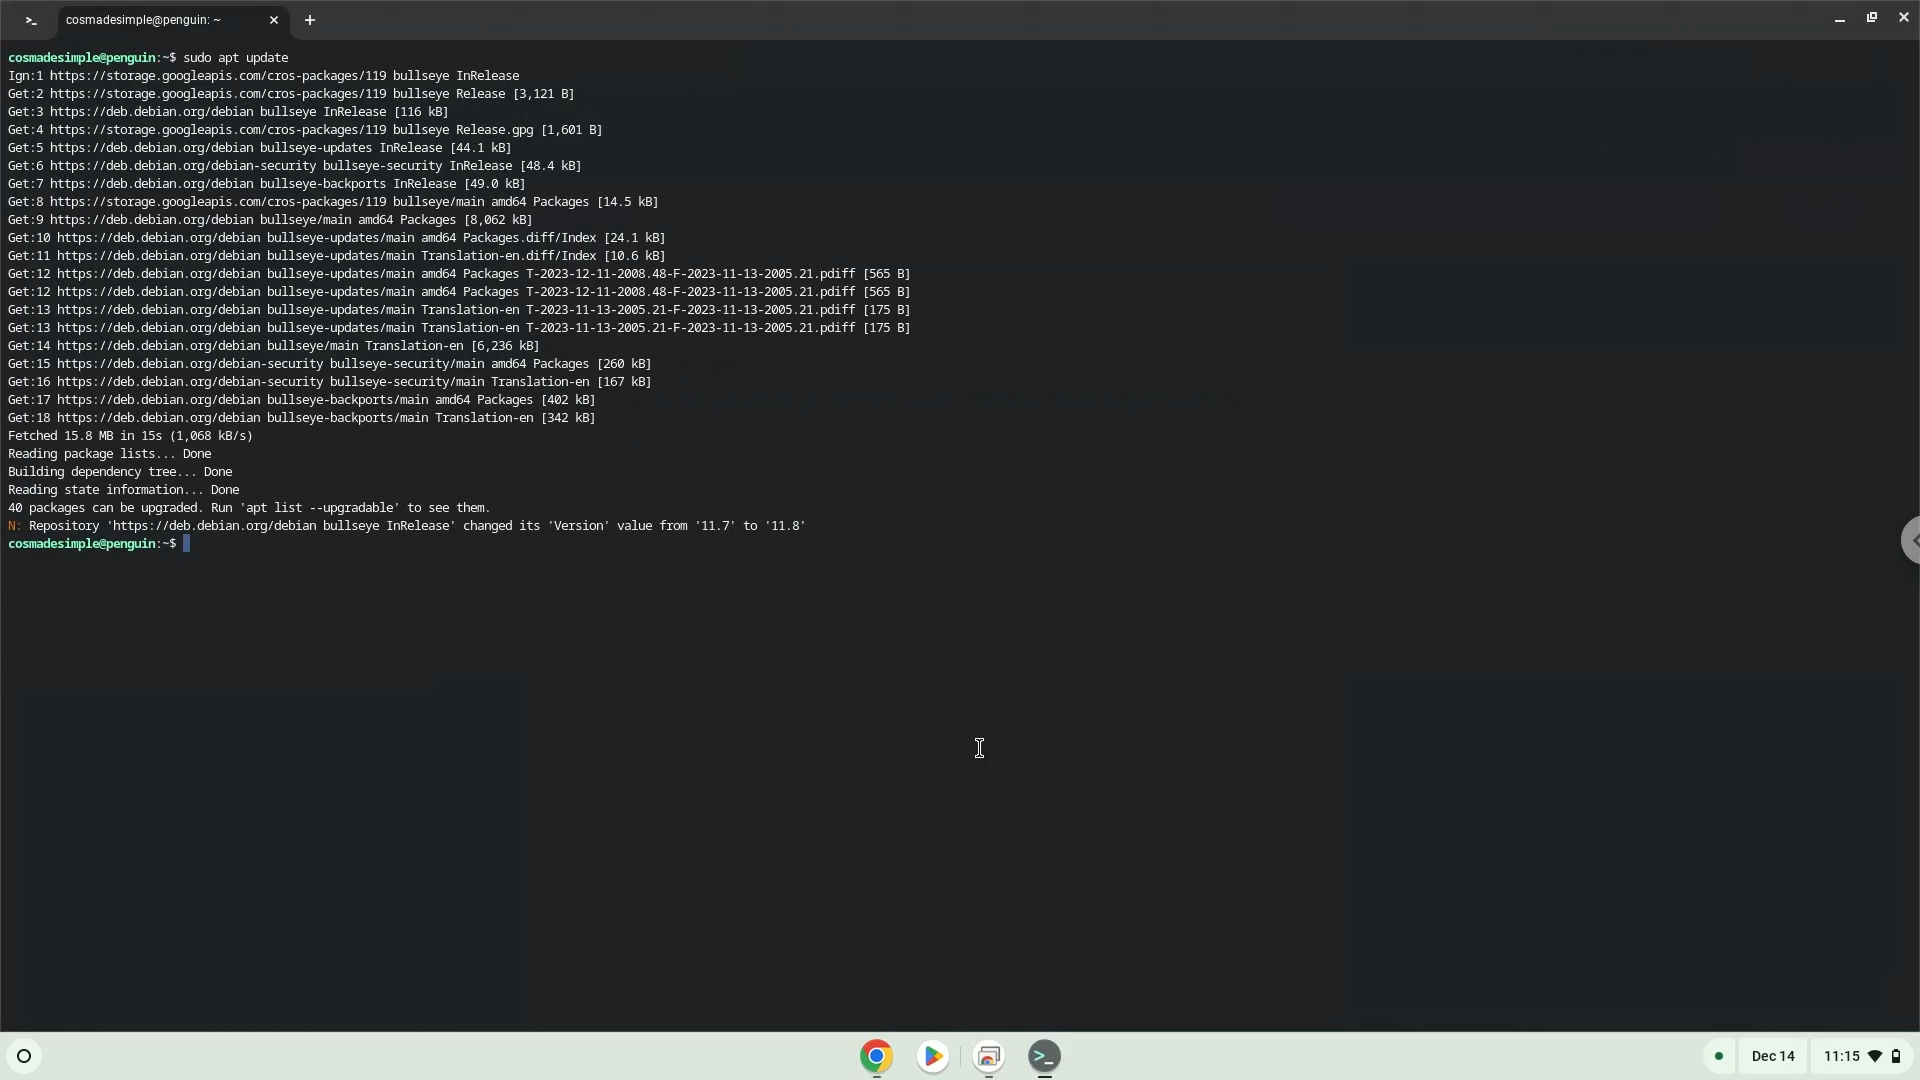 cosmadesimple@penguin: ~
cosmadesimple@penguin:~$ sudo apt update
Ign:1 https://storage.googleapis.com/cros-packages/119 bullseye InRelease
Get:2 https://storage.googleapis.com/cros-packages/119 bullseye Release [3,121 B]
Get:3 https://deb.debian.org/debian bullseye InRelease [116 kB]
Get:4 https://storage.googleapis.com/cros-packages/119 bullseye Release.gpg [1,601 B]
Get:5 https://deb.debian.org/debian bullseye-updates InRelease [44.1 kB]
Get:6 https://deb.debian.org/debian-security bullseye-security InRelease [48.4 kB]
Get:7 https://deb.debian.org/debian bullseye-backports InRelease [49.0 kB]
Get:8 https://storage.googleapis.com/cros-packages/119 bullseye/main amd64 Packages [14.5 kB]
Get:9 https://deb.debian.org/debian bullseye/main amd64 Packages [8,062 kB]
Get:10 https://deb.debian.org/debian bullseye-updates/main amd64 Packages.diff/Index [24.1 kB]
Get:11 https://deb.debian.org/debian bullseye-updates/main Translation-en.diff/Index [10.6 kB]
Get:12 https://deb.debian.org/debian bullseye-updates/main amd64 Packages T-2023-12-11-2008.48-F-2023-11-13-2005.21.pdiff [565 B]
Get:12 https://deb.debian.org/debian bullseye-updates/main amd64 Packages T-2023-12-11-2008.48-F-2023-11-13-2005.21.pdiff [565 B]
Get:13 https://deb.debian.org/debian bullseye-updates/main Translation-en T-2023-11-13-2005.21-F-2023-11-13-2005.21.pdiff [175 B]
Get:13 https://deb.debian.org/debian bullseye-updates/main Translation-en T-2023-11-13-2005.21-F-2023-11-13-2005.21.pdiff [175 B]
Get:14 https://deb.debian.org/debian bullseye/main Translation-en [6,236 kB]
Get:15 https://deb.debian.org/debian-security bullseye-security/main amd64 Packages [260 kB]
Get:16 https://deb.debian.org/debian-security bullseye-security/main Translation-en [167 kB]
Get:17 https://deb.debian.org/debian bullseye-backports/main amd64 Packages [402 kB]
Get:18 https://deb.debian.org/debian bullseye-backports/main Translation-en [342 kB]
Fetched 15.8 MB in 15s (1,068 kB/s)
Reading package lists... Done
Building dependency tree... Done
Reading state information... Done
40 packages can be upgraded. Run 'apt list --upgradable' to see them.
N: Repository 'https://deb.debian.org/debian bullseye InRelease' changed its 'Version' value from '11.7' to '11.8'
cosmadesimple@penguin:~$
Dec 14 11:15